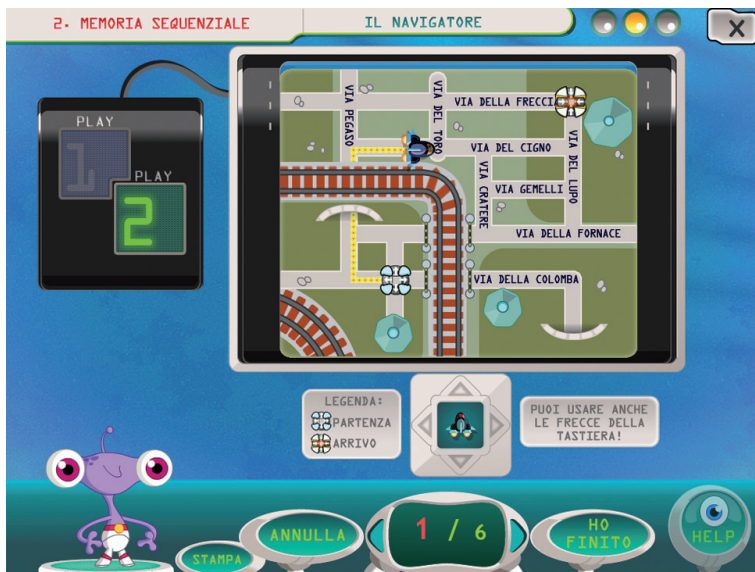 2. MEMORIA SEQUENZIALE
IL NAVIGATORE
X
PLAY
1
PLAY
2
VIA PEGASO
VIA DEL TORO
VIA DELLA FRECCIA
VIA DEL CIGNO
VIA DEL LUPO
VIA CRATERE
VIA GEMELLI
VIA DELLA FORNACE
VIA DELLA COLOMBA
LEGENDA:
PARTENZA
ARRIVO
PUOI USARE ANCHE
LE FRECCE DELLA
TASTIERA!
STAMPA
ANNULLA
1 / 6
HO
FINITO
HELP